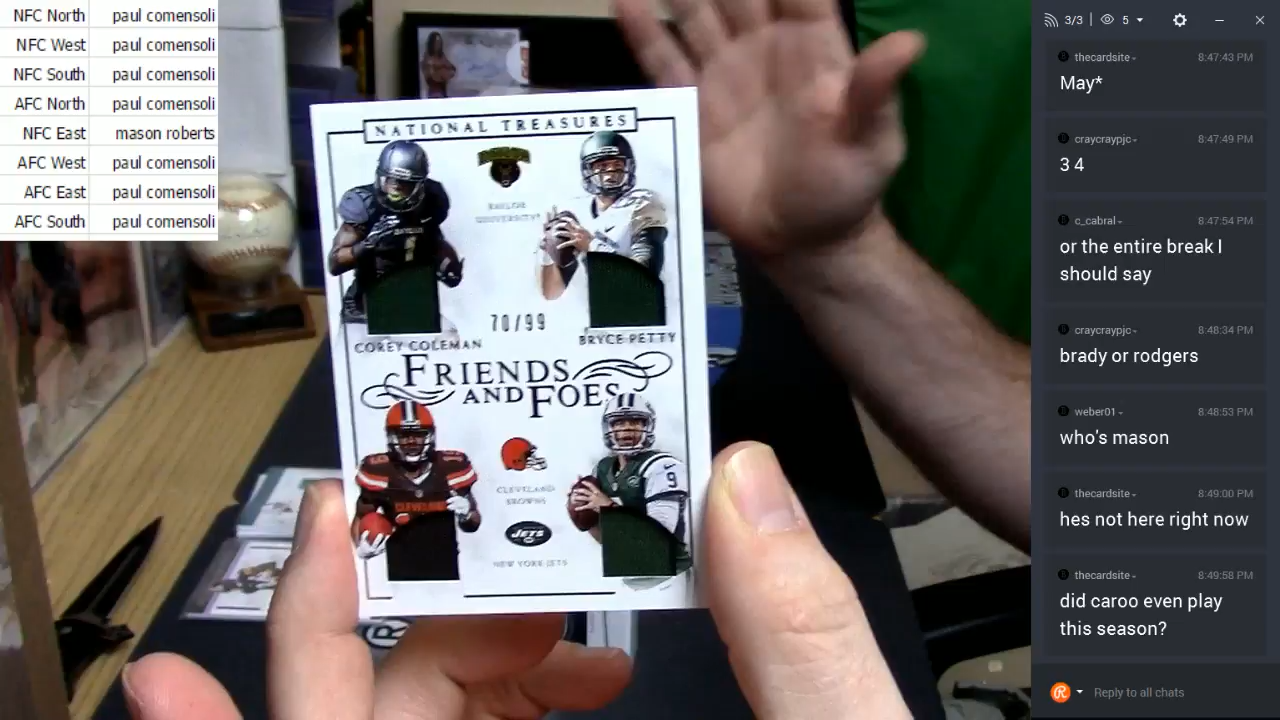 NFC North paul comensoli
NFC West paul comensoli
NFC South paul comensoli
AFC North paul comensoli
NFC East mason roberts
AFC West paul comensoli
AFC East paul comensoli
AFC South paul comensoli
NATIONAL TREASURES
BAYLOR
UNIVERSITY
70/99
COREY COLEMAN
BRYCE PETTY
FRIENDS
AND FOES
CLEVELAND
BROWNS
JETS
NEW YORK JETS
CLEVELAND
9
3/3 5
thecardsite 8:47:43 PM
May*
craycraypjc 8:47:49 PM
3 4
c_cabral 8:47:54 PM
or the entire break I
should say
craycraypjc 8:48:34 PM
brady or rodgers
weber01 8:48:53 PM
who's mason
thecardsite 8:49:00 PM
hes not here right now
thecardsite 8:49:58 PM
did caroo even play
this season?
Reply to all chats